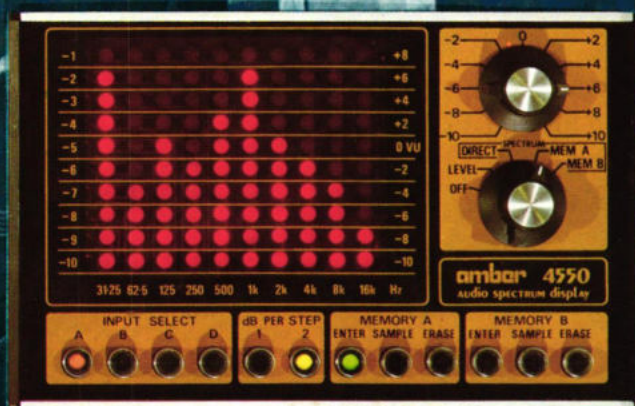 -1 +8
-2 +6
-3 +4
-4 +2
-5 0 VU
-6 -2
-7 -4
-8 -6
-9 -8
-10 -10
31·25 62·5 125 250 500 1k 2k 4k 8k 16k Hz
0
-2 +2
-4 +4
-6 +6
-8 +8
-10 +10
SPECTRUM
DIRECT MEM A
LEVEL MEM B
OFF
ambar 4550
AUDIO SPECTRUM display
INPUT SELECT
A B C D
dB PER STEP
1 2
MEMORY A
ENTER SAMPLE ERASE
MEMORY B
ENTER SAMPLE ERASE